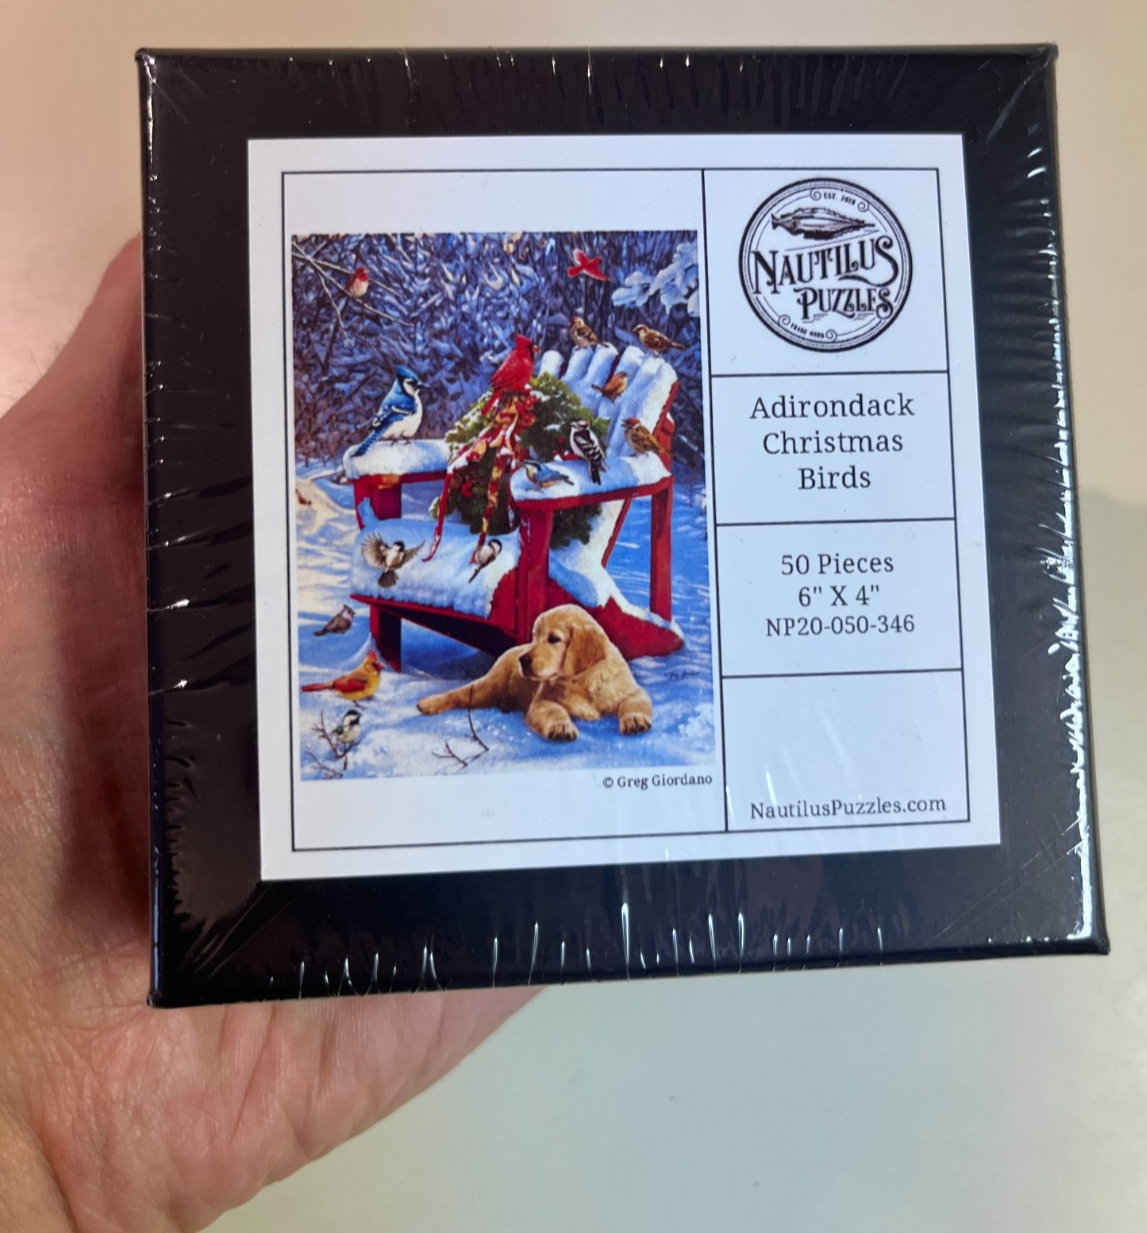 EST. 2019
NAUTILUS
PUZZLES
TRADE MARK
Adirondack
Christmas
Birds
50 Pieces
6" X 4"
NP20-050-346
© Greg Giordano
NautilusPuzzles.com